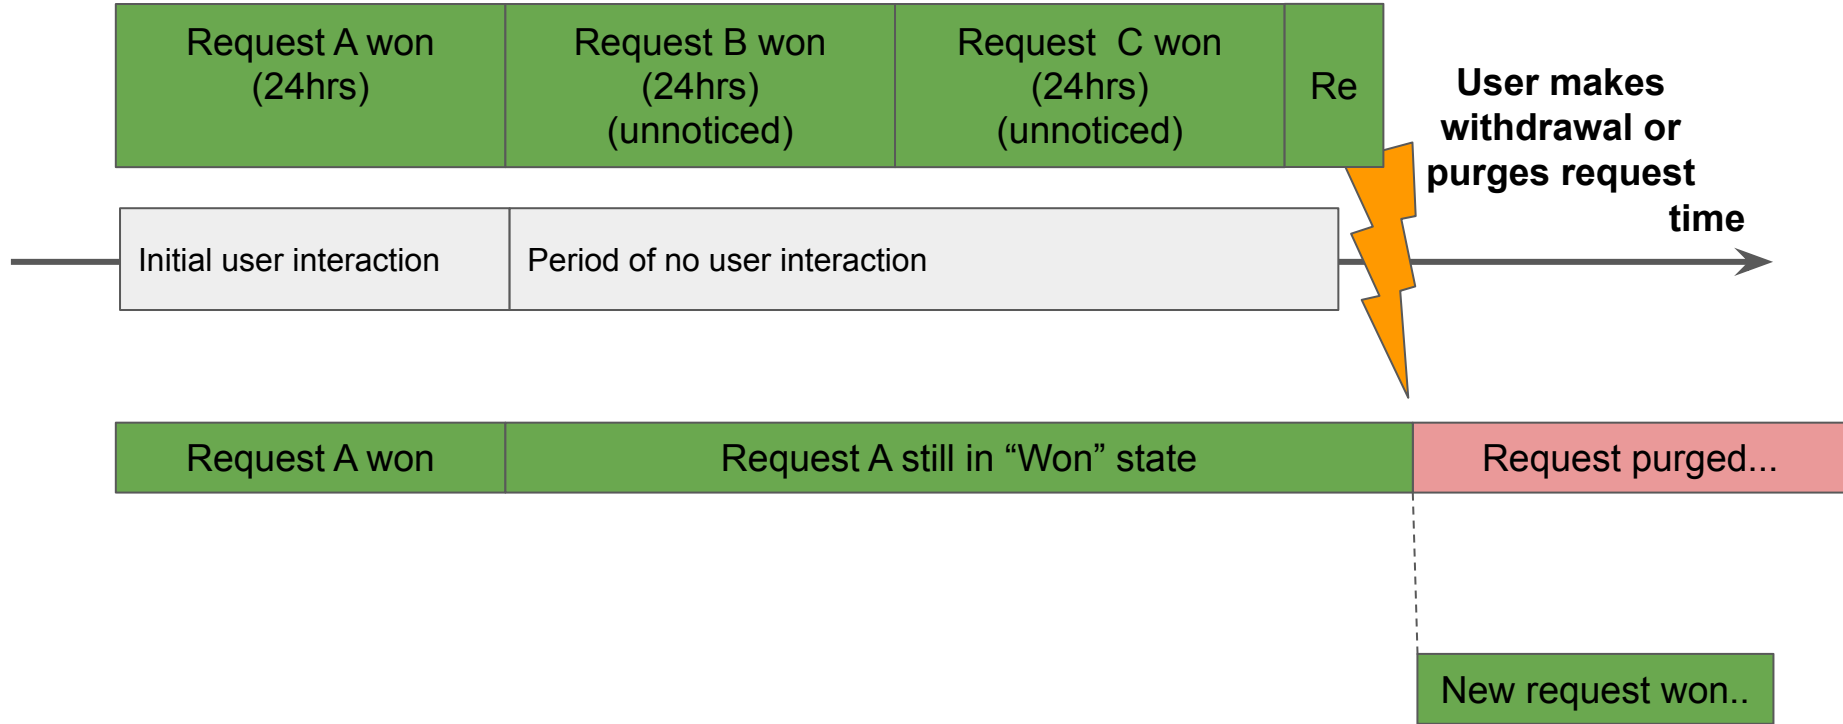 Request A won
(24hrs)
Request B won
(24hrs)
(unnoticed)
Request C won
(24hrs)
(unnoticed)
Re
User makes
withdrawal or
purges request
time
Initial user interaction
Period of no user interaction
Request A won
Request A still in “Won” state
Request purged...
New request won..